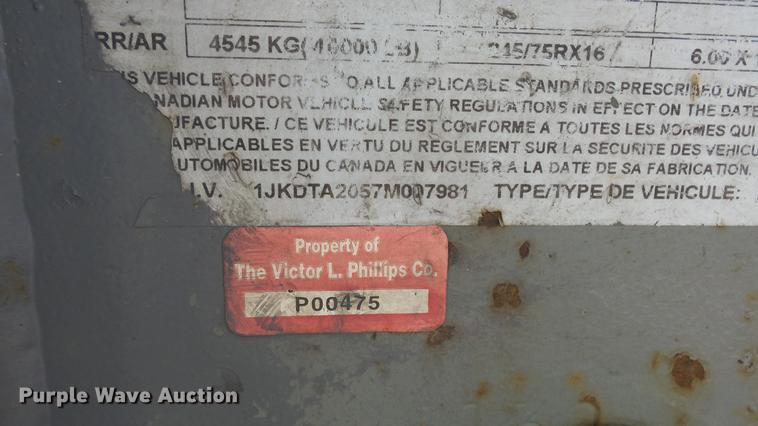 RR/AR 4545 KG(10000 LB) 245/75RX16 6.00 X
VEHICLE CONFORMS TO ALL APPLICABLE STANDARDS PRESCRIBED UND
ANADIAN MOTOR VEHICLE SAFETY REGULATIONS IN EFFECT ON THE DATE
UFACTURE. / CE VEHICULE EST CONFORME A TOUTES LES NORMES QUI
APPLICABLES EN VERTU DU REGLEMENT SUR LA SECURITE DES VEHICU
UTOMOBILES DU CANADA EN VIGUEUR A LA DATE DE SA FABRICATION.
I.V. 1JKDTA2057M007981 TYPE/TYPE DE VEHICULE:
Property of
The Victor L. Phillips Co.
P00475
Purple Wave Auction